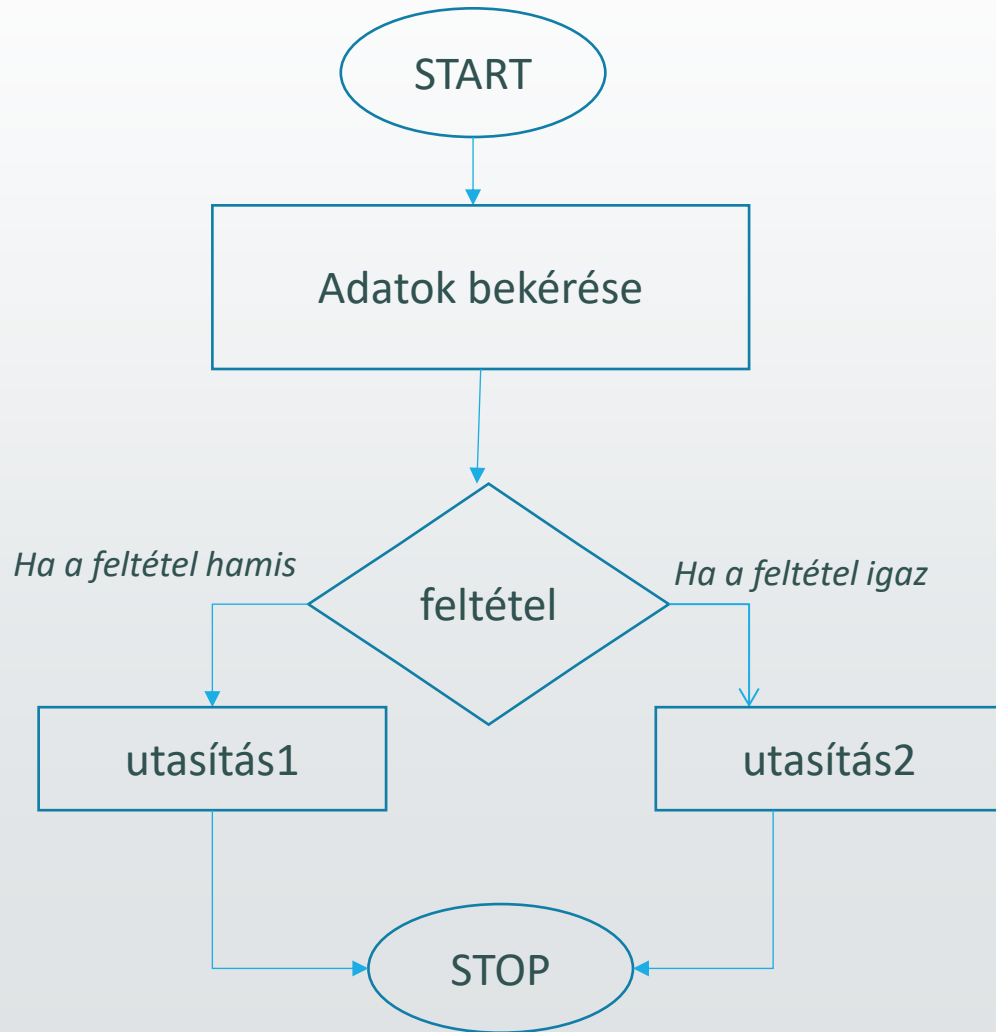 START
Adatok bekérése
Ha a feltétel hamis
feltétel
Ha a feltétel igaz
utasítás1
utasítás2
STOP